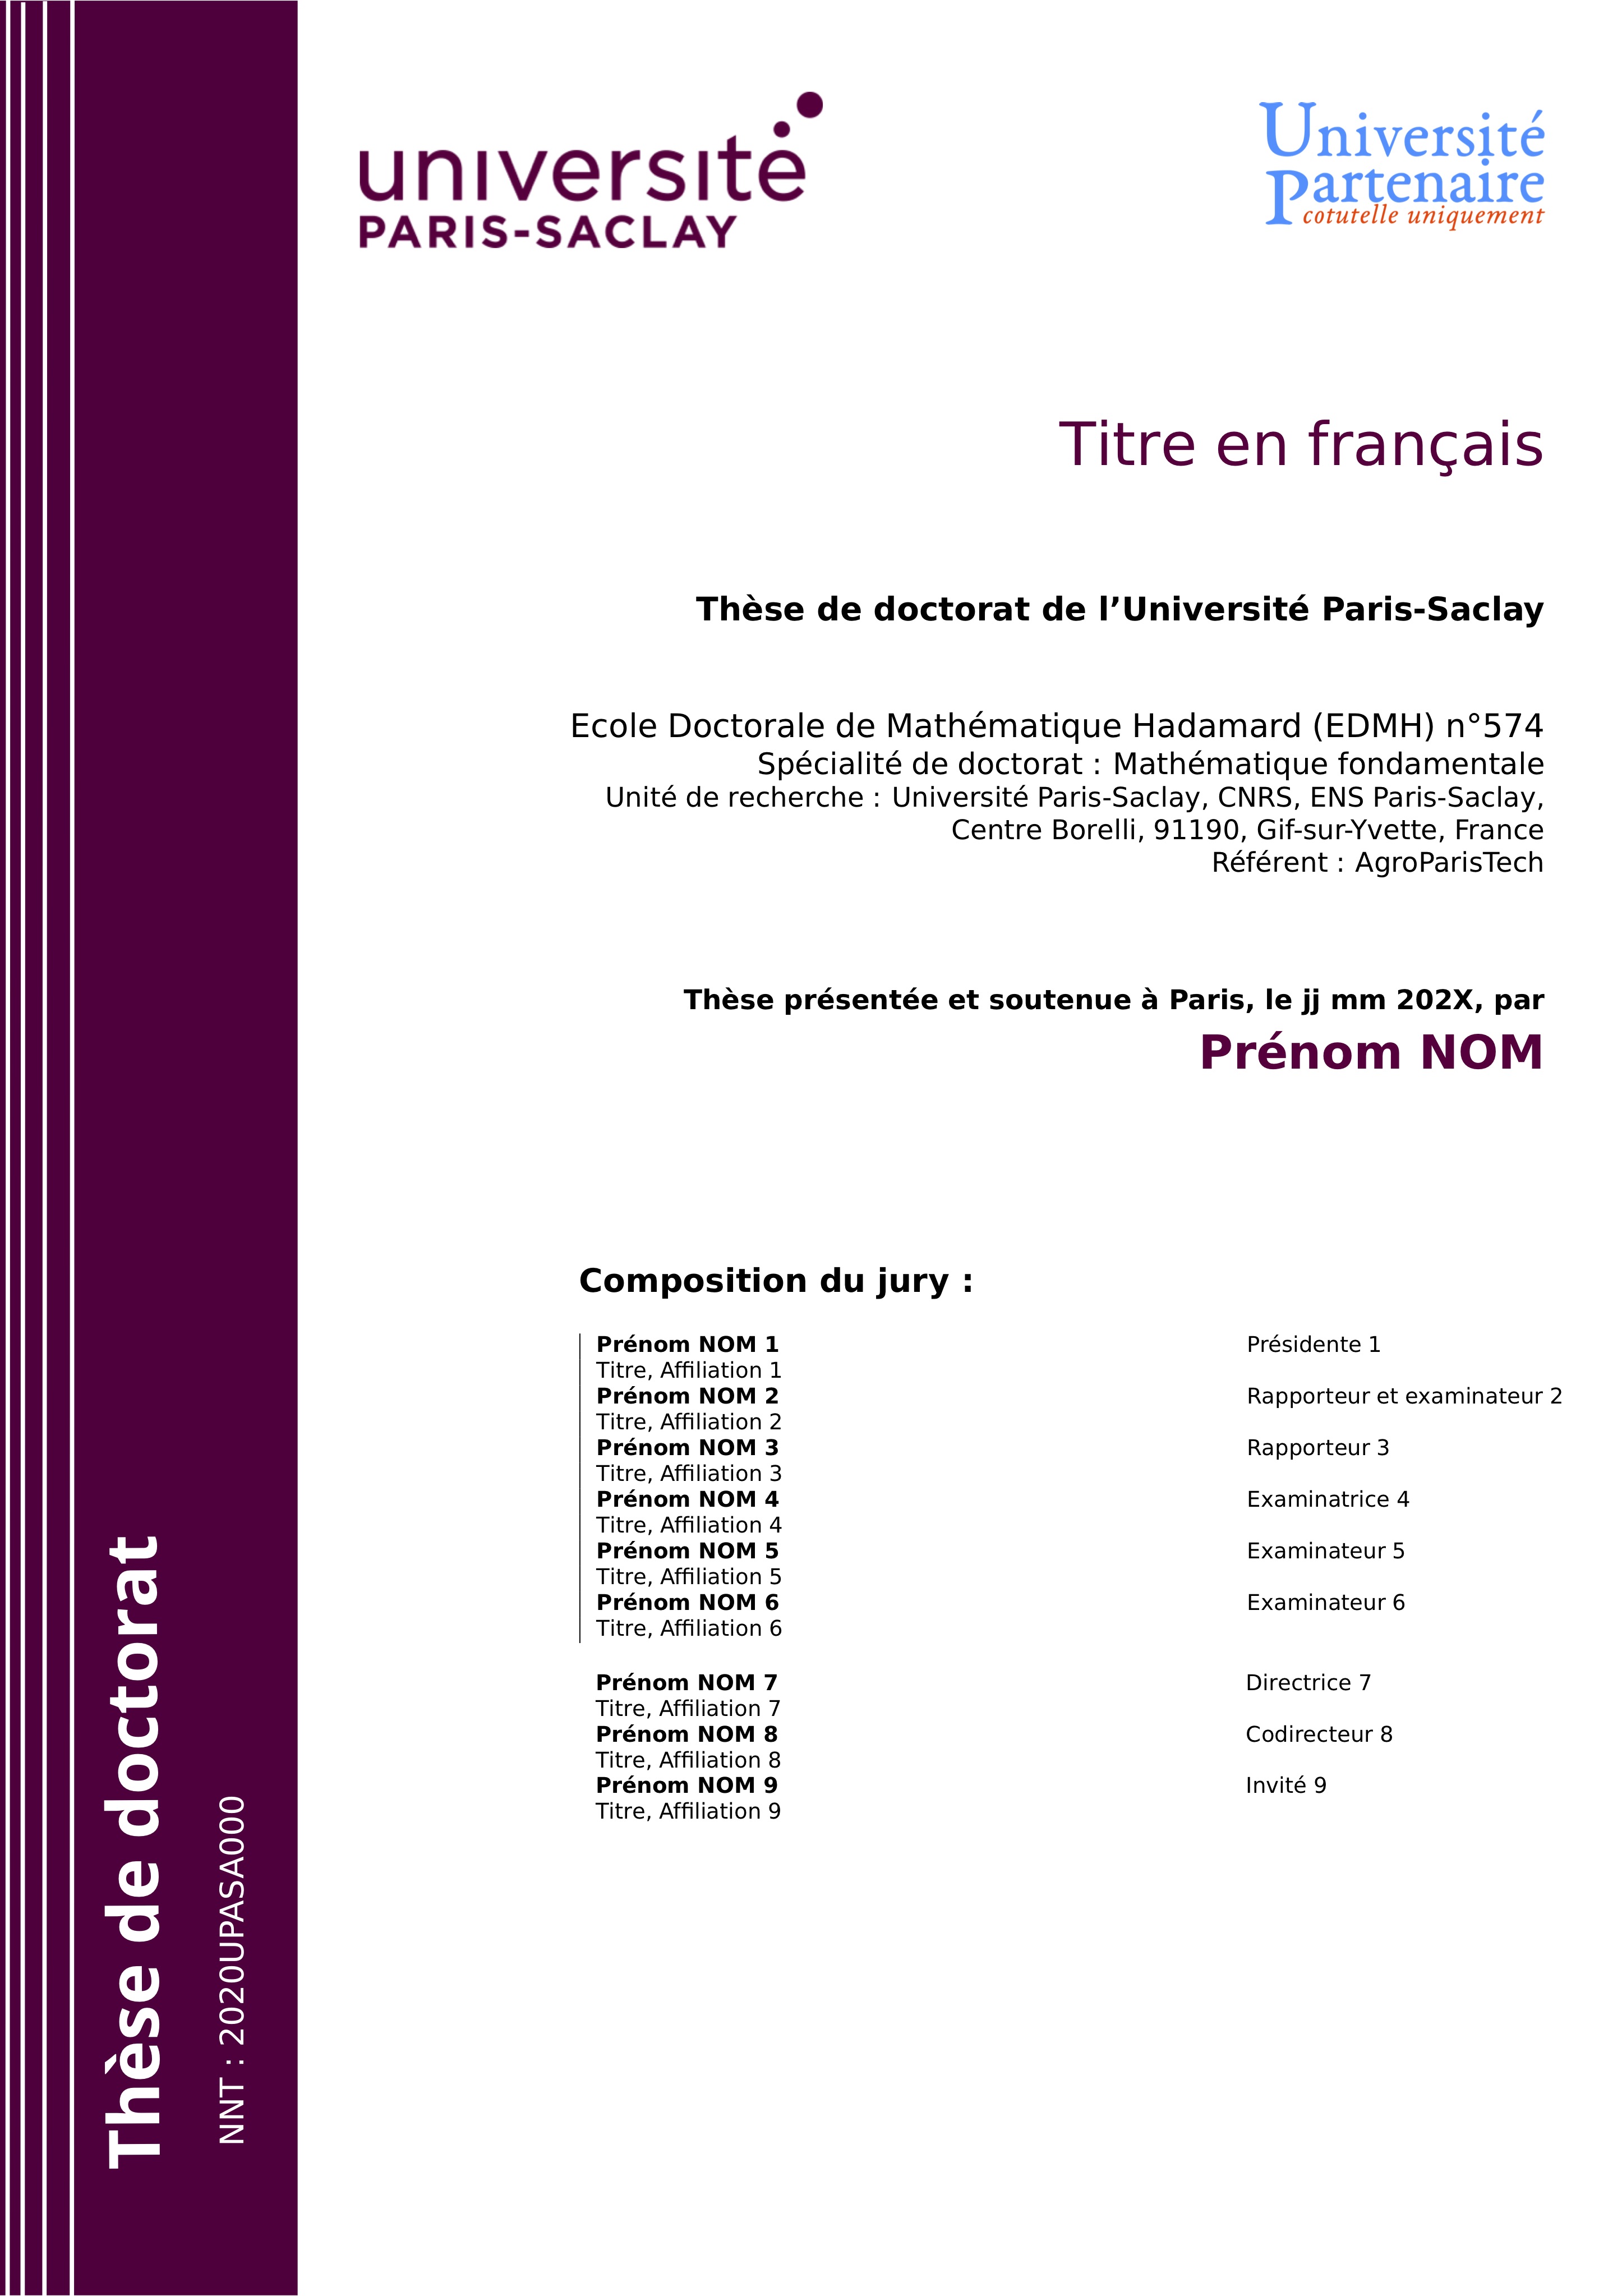 université
PARIS-SACLAY
Université
Partenaire
cotutelle uniquement
Titre en français
Thèse de doctorat de l’Université Paris-Saclay
Ecole Doctorale de Mathématique Hadamard (EDMH) n°574
Spécialité de doctorat : Mathématique fondamentale
Unité de recherche : Université Paris-Saclay, CNRS, ENS Paris-Saclay,
Centre Borelli, 91190, Gif-sur-Yvette, France
Référent : AgroParisTech
Thèse présentée et soutenue à Paris, le jj mm 202X, par
Prénom NOM
Composition du jury :
Prénom NOM 1 Présidente 1
Titre, Affiliation 1
Prénom NOM 2 Rapporteur et examinateur 2
Titre, Affiliation 2
Prénom NOM 3 Rapporteur 3
Titre, Affiliation 3
Prénom NOM 4 Examinatrice 4
Titre, Affiliation 4
Prénom NOM 5 Examinateur 5
Titre, Affiliation 5
Prénom NOM 6 Examinateur 6
Titre, Affiliation 6
Prénom NOM 7 Directrice 7
Titre, Affiliation 7
Prénom NOM 8 Codirecteur 8
Titre, Affiliation 8
Prénom NOM 9 Invité 9
Titre, Affiliation 9
Thèse de doctorat
NNT : 2020UPASA000